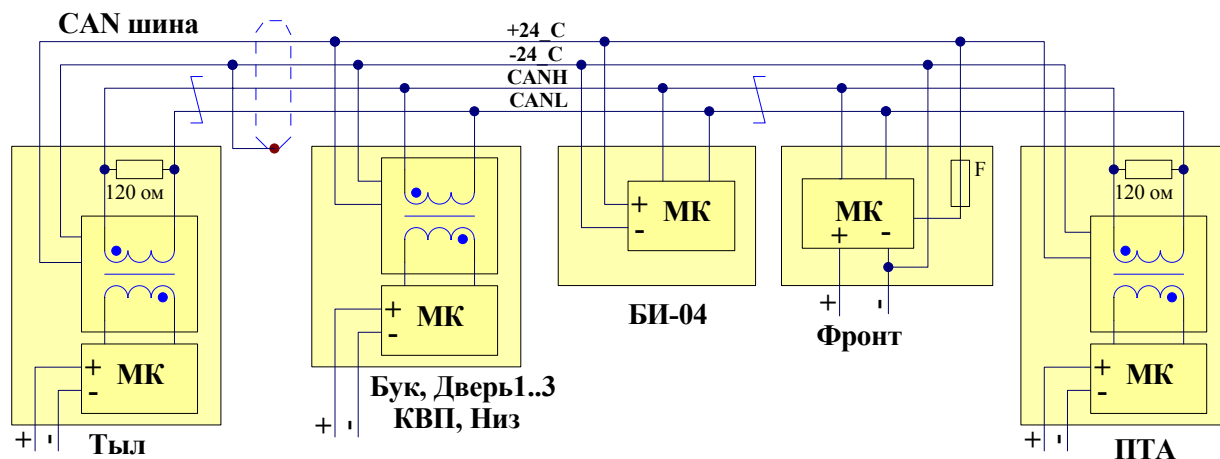 CAN шина
+24_C
-24_C
CANH
CANL
120 ом
F
120 ом
+
-
МК
+
-
МК
+
-
МК
+
-
МК
+
-
МК
БИ-04
+
-
Фронт
Бук, Дверь1..3
КВП, Низ
+
-
Тыл
+
-
+
-
ПТА